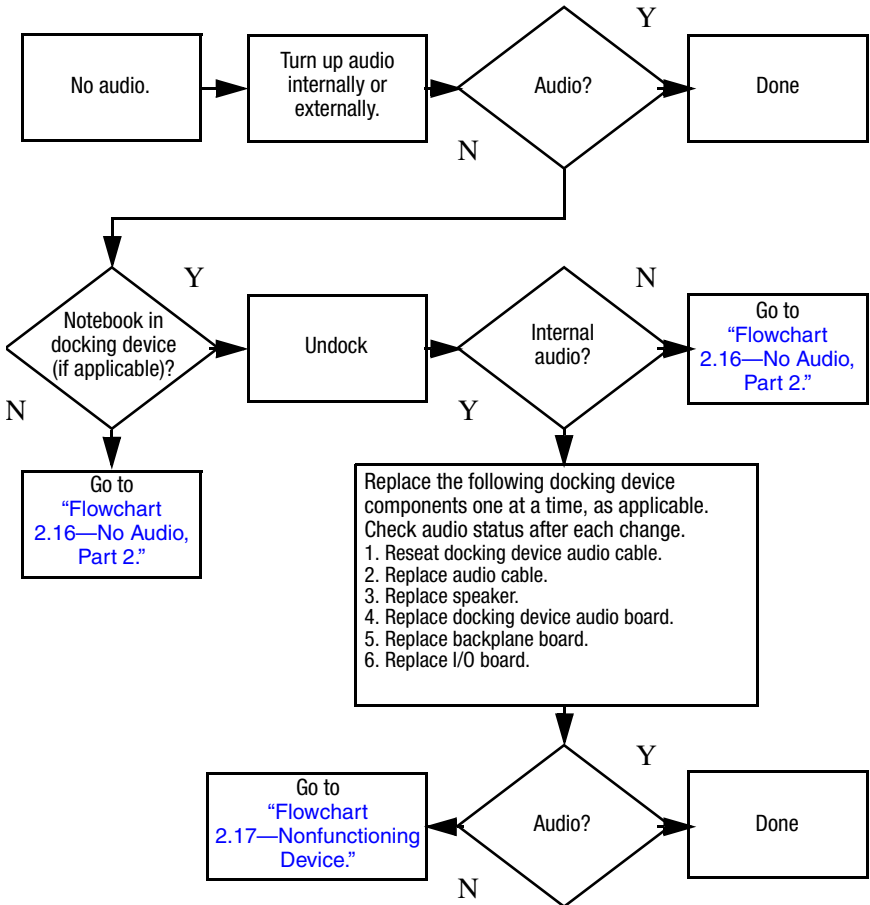 No audio.
Turn up audio
internally or
externally.
Audio?
Y
N
Done
Notebook in
docking device
(if applicable)?
Y
N
Undock
Internal
audio?
N
Y
Go to
“Flowchart
2.16—No Audio,
Part 2.”
Go to
“Flowchart
2.16—No Audio,
Part 2.”
Replace the following docking device
components one at a time, as applicable.
Check audio status after each change.
1. Reseat docking device audio cable.
2. Replace audio cable.
3. Replace speaker.
4. Replace docking device audio board.
5. Replace backplane board.
6. Replace I/O board.
Audio?
Y
N
Done
Go to
“Flowchart
2.17—Nonfunctioning
Device.”